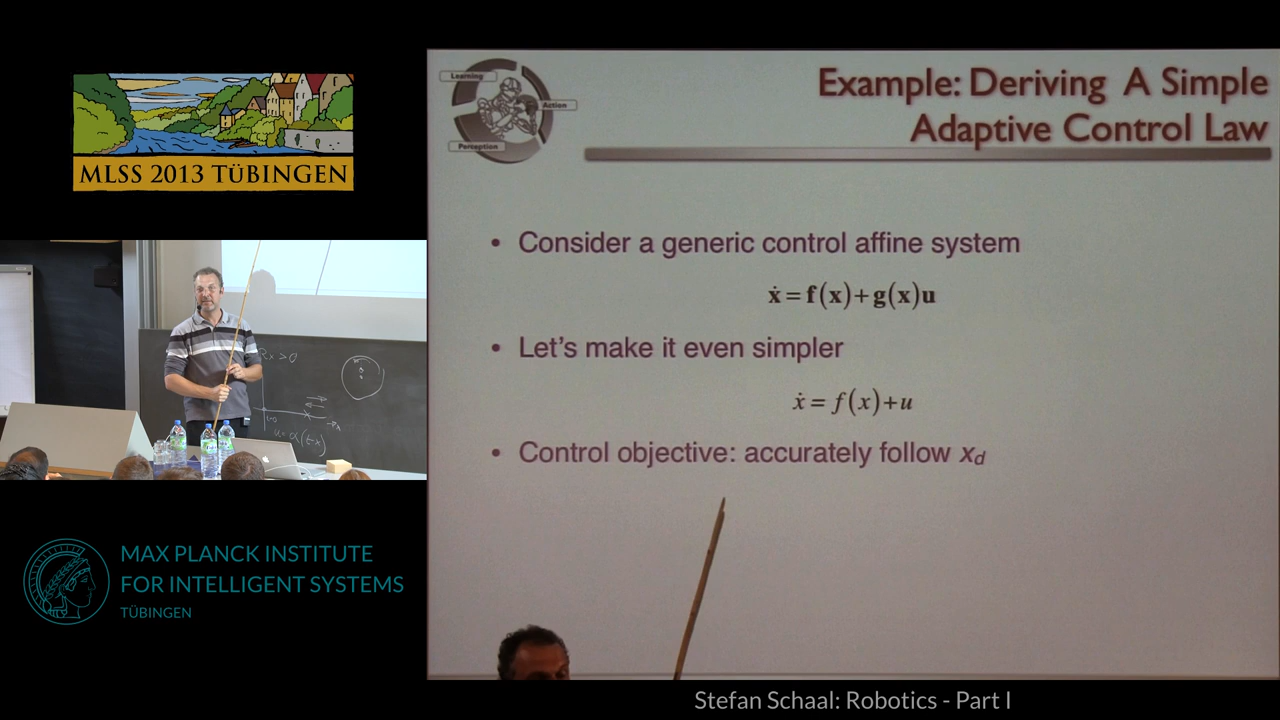 MLSS 2013 TÜBINGEN
MAX PLANCK INSTITUTE
FOR INTELLIGENT SYSTEMS
TÜBINGEN
Learning
Action
Perception
Example: Deriving A Simple
Adaptive Control Law
• Consider a generic control affine system
ẋ = f(x) + g(x)u
• Let's make it even simpler
ẋ = f(x) + u
• Control objective: accurately follow x_d
Stefan Schaal: Robotics - Part I